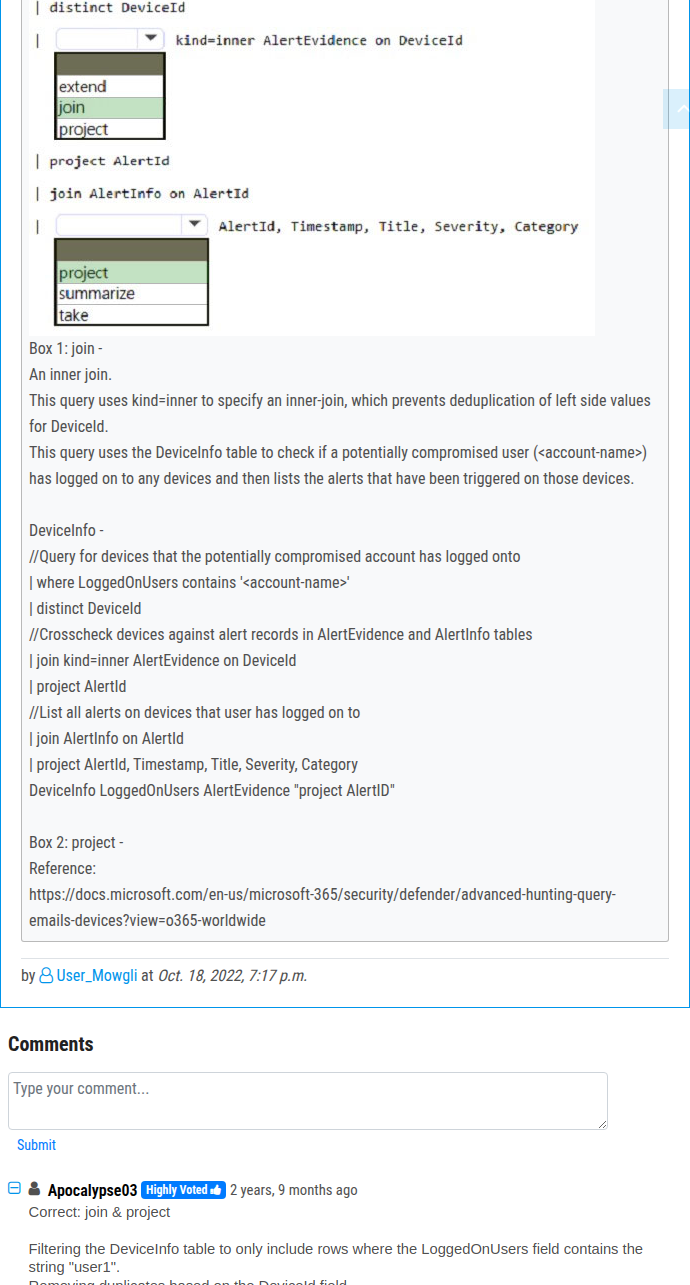 | distinct DeviceId
| kind=inner AlertEvidence on DeviceId
extend
join
project
| project AlertId
| join AlertInfo on AlertId
| AlertId, Timestamp, Title, Severity, Category
project
summarize
take
Box 1: join -
An inner join.
This query uses kind=inner to specify an inner-join, which prevents deduplication of left side values
for DeviceId.
This query uses the DeviceInfo table to check if a potentially compromised user (<account-name>)
has logged on to any devices and then lists the alerts that have been triggered on those devices.
DeviceInfo -
//Query for devices that the potentially compromised account has logged onto
| where LoggedOnUsers contains '<account-name>'
| distinct DeviceId
//Crosscheck devices against alert records in AlertEvidence and AlertInfo tables
| join kind=inner AlertEvidence on DeviceId
| project AlertId
//List all alerts on devices that user has logged on to
| join AlertInfo on AlertId
| project AlertId, Timestamp, Title, Severity, Category
DeviceInfo LoggedOnUsers AlertEvidence "project AlertID"
Box 2: project -
Reference:
https://docs.microsoft.com/en-us/microsoft-365/security/defender/advanced-hunting-query-
emails-devices?view=o365-worldwide
by User_Mowgli at Oct. 18, 2022, 7:17 p.m.
Comments
Type your comment...
Submit
Apocalypse03 Highly Voted 2 years, 9 months ago
Correct: join & project
Filtering the DeviceInfo table to only include rows where the LoggedOnUsers field contains the
string "user1".
Removing duplicates based on the DeviceId field